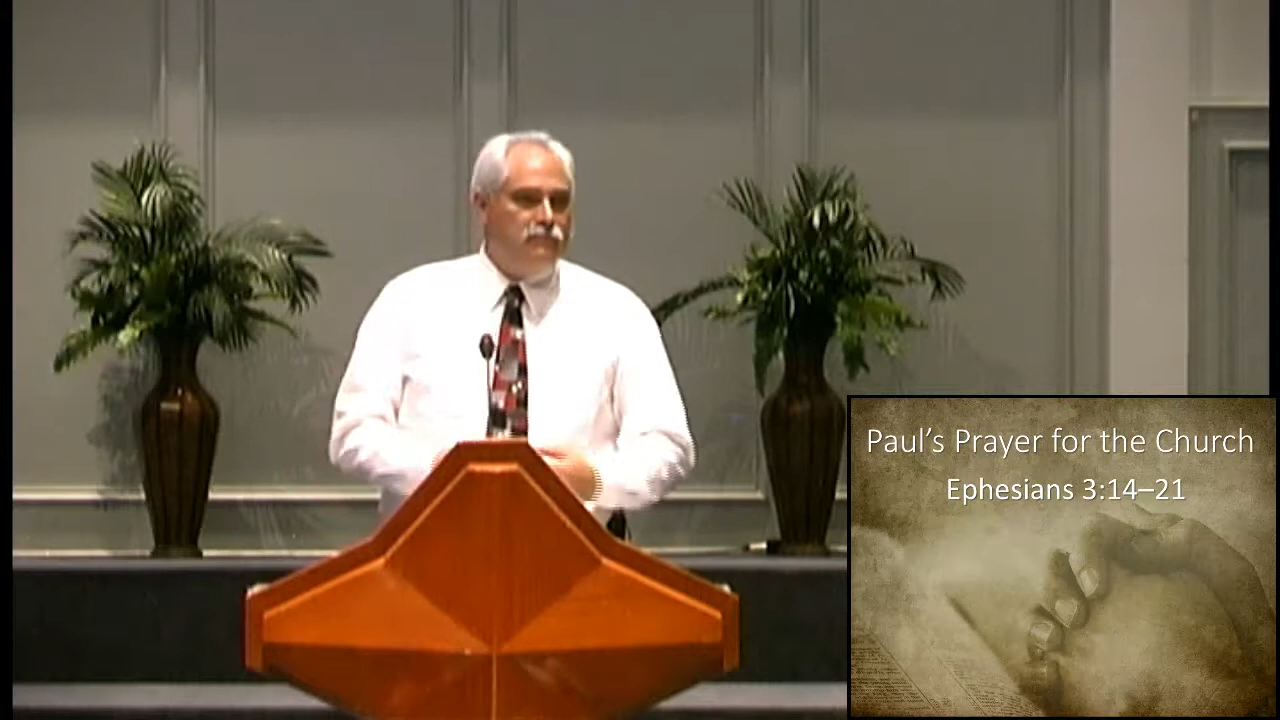 Paul’s Prayer for the Church
Ephesians 3:14–21